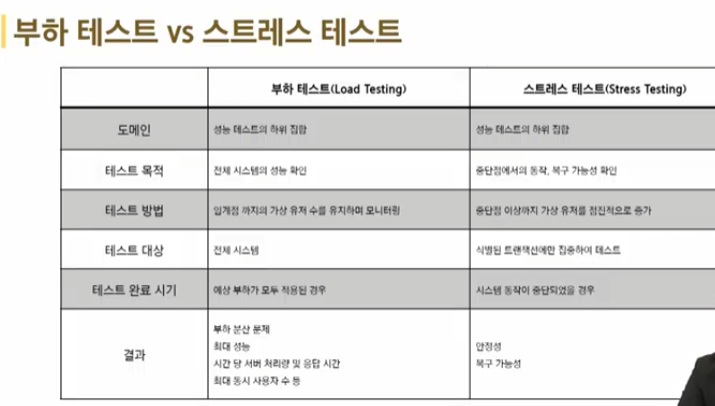 부하 테스트 vs 스트레스 테스트
부하 테스트(Load Testing) 스트레스 테스트(Stress Testing)
도메인 성능 테스트의 하위 집합 성능 테스트의 하위 집합
테스트 목적 전체 시스템의 성능 확인 중단점에서의 동작, 복구 가능성 확인
테스트 방법 임계점 까지의 가상 유저 수를 유지하며 모니터링 중단점 이상까지 가상 유저를 점진적으로 증가
테스트 대상 전체 시스템 식별된 트랜잭션에만 집중하여 테스트
테스트 완료 시기 예상 부하가 모두 적용된 경우 시스템 동작이 중단되었을 경우
결과
부하 분산 문제
최대 성능
시간 당 서버 처리량 및 응답 시간
최대 동시 사용자 수 등
안정성
복구 가능성